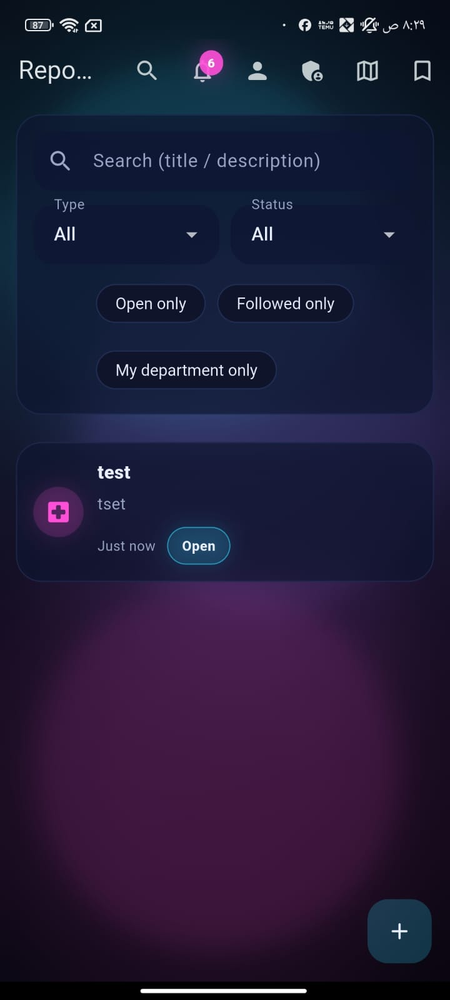 87 ٨:٢٩ ص
Repo...
6
Search (title / description)
Type
Status
All
All
Open only
Followed only
My department only
test
tset
Just now
Open